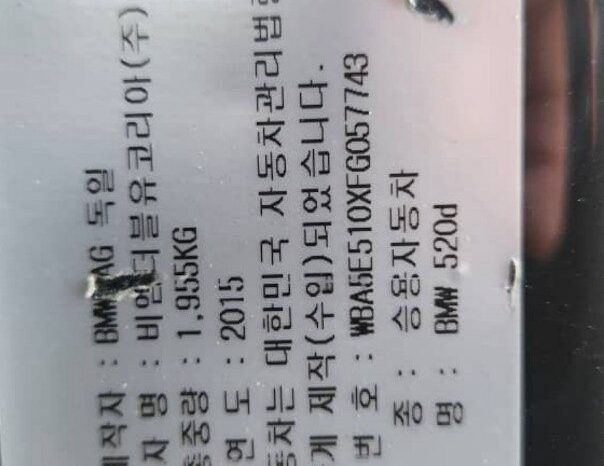 제작자 : BMW AG 독일
자 명 : 비엠더블유코리아(주)
총중량 : 1,955KG
연 도 : 2015
동차는 대한민국 자동차관리법
게 제작(수입)되었습니다.
번 호 : WBA5E510XFG057743
종 : 승용자동차
명 : BMW 520d